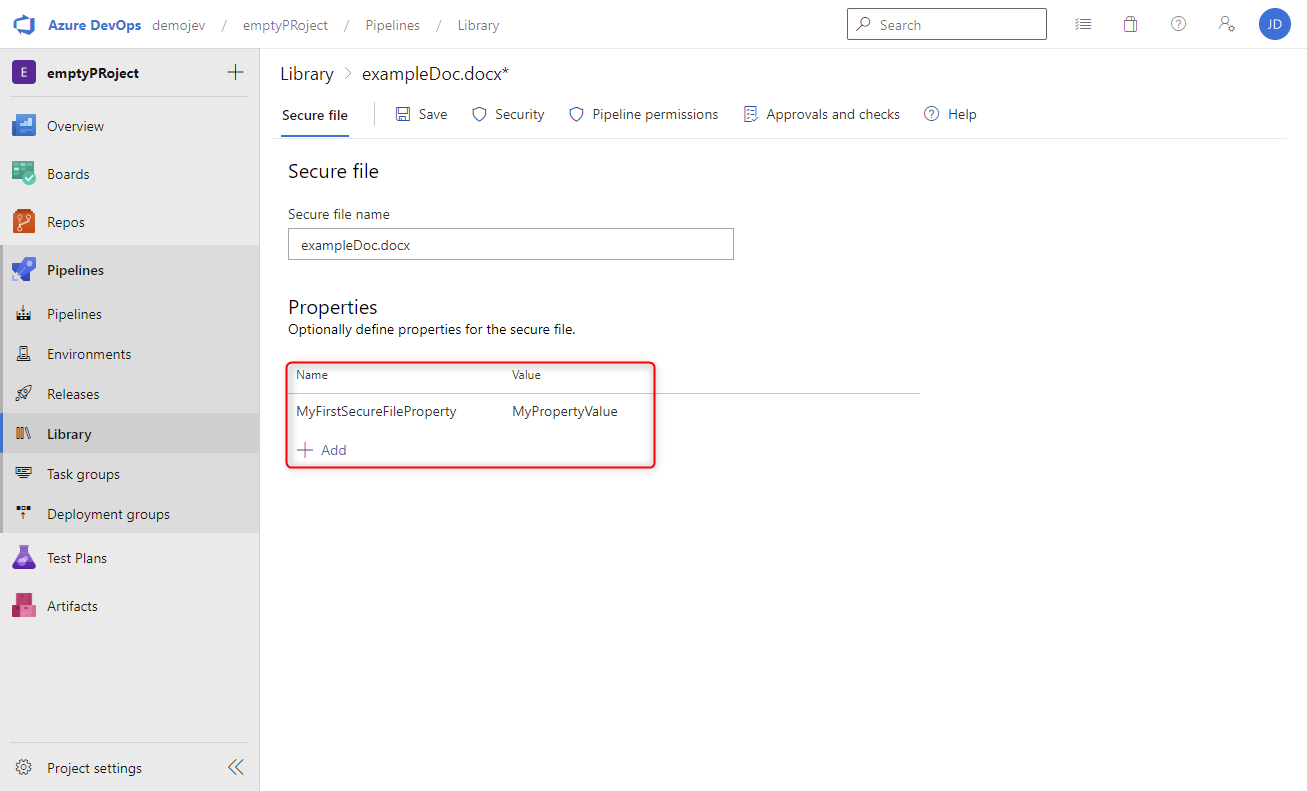 Azure DevOps demojev / emptyPRoject / Pipelines / Library
Search
JD
E emptyPRoject
Overview
Boards
Repos
Pipelines
Pipelines
Environments
Releases
Library
Task groups
Deployment groups
Test Plans
Artifacts
Project settings
Library > exampleDoc.docx*
Secure file Save Security Pipeline permissions Approvals and checks Help
Secure file
Secure file name
exampleDoc.docx
Properties
Optionally define properties for the secure file.
Name Value
MyFirstSecureFileProperty MyPropertyValue
+ Add